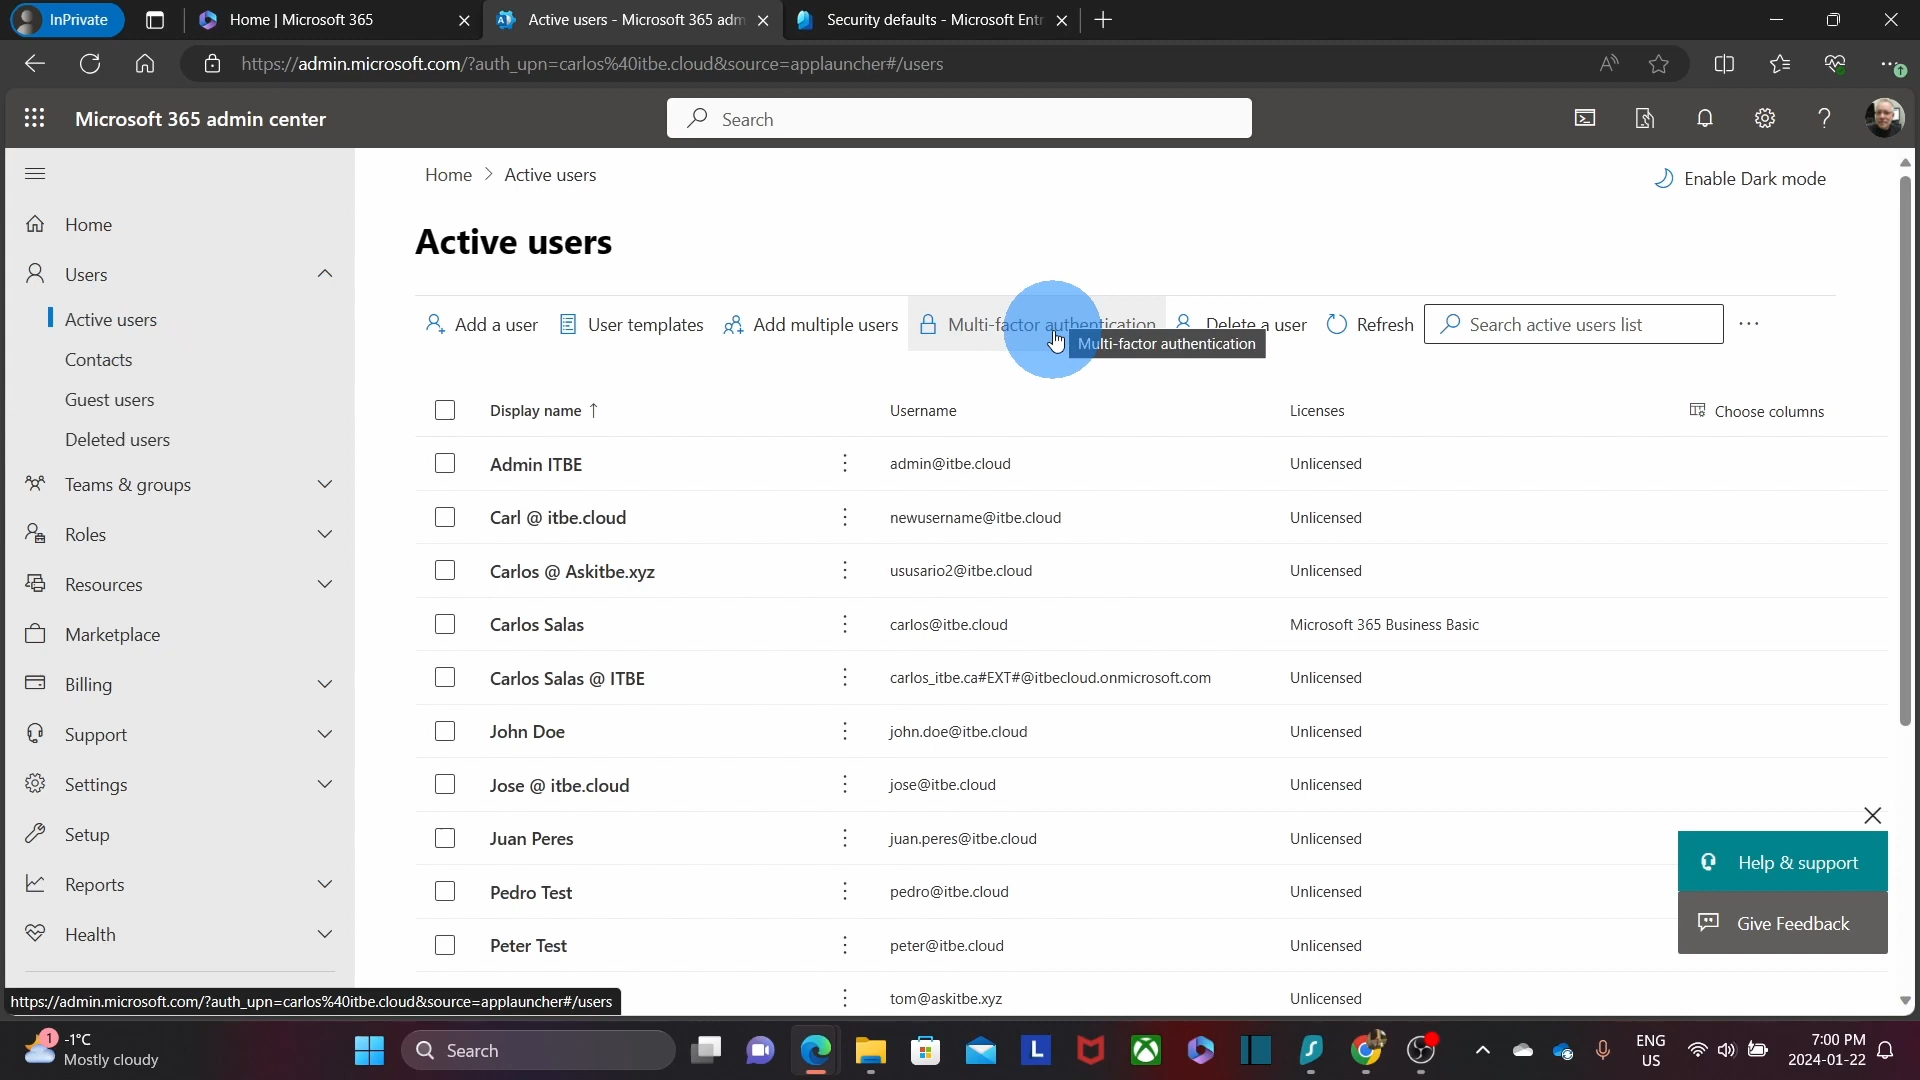 InPrivate
Home | Microsoft 365
Active users - Microsoft 365 adm
Security defaults - Microsoft Entr
https://admin.microsoft.com/?auth_upn=carlos%40itbe.cloud&source=applauncher#/users
Microsoft 365 admin center
Search
Home > Active users
Enable Dark mode
Active users
Add a user
User templates
Add multiple users
Multi-factor authentication
Delete a user
Refresh
Search active users list
Multi-factor authentication
Home
Users
Active users
Contacts
Guest users
Deleted users
Teams & groups
Roles
Resources
Marketplace
Billing
Support
Settings
Setup
Reports
Health
Display name ↑ Username Licenses Choose columns
Admin ITBE admin@itbe.cloud Unlicensed
Carl @ itbe.cloud newusername@itbe.cloud Unlicensed
Carlos @ Askitbe.xyz ususario2@itbe.cloud Unlicensed
Carlos Salas carlos@itbe.cloud Microsoft 365 Business Basic
Carlos Salas @ ITBE carlos_itbe.ca#EXT#@itbecloud.onmicrosoft.com Unlicensed
John Doe john.doe@itbe.cloud Unlicensed
Jose @ itbe.cloud jose@itbe.cloud Unlicensed
Juan Peres juan.peres@itbe.cloud Unlicensed
Pedro Test pedro@itbe.cloud Unlicensed
Peter Test peter@itbe.cloud Unlicensed
tom@askitbe.xyz Unlicensed
Help & support
Give Feedback
https://admin.microsoft.com/?auth_upn=carlos%40itbe.cloud&source=applauncher#/users
1
-1°C
Mostly cloudy
Search
L
ENG
US
7:00 PM
2024-01-22